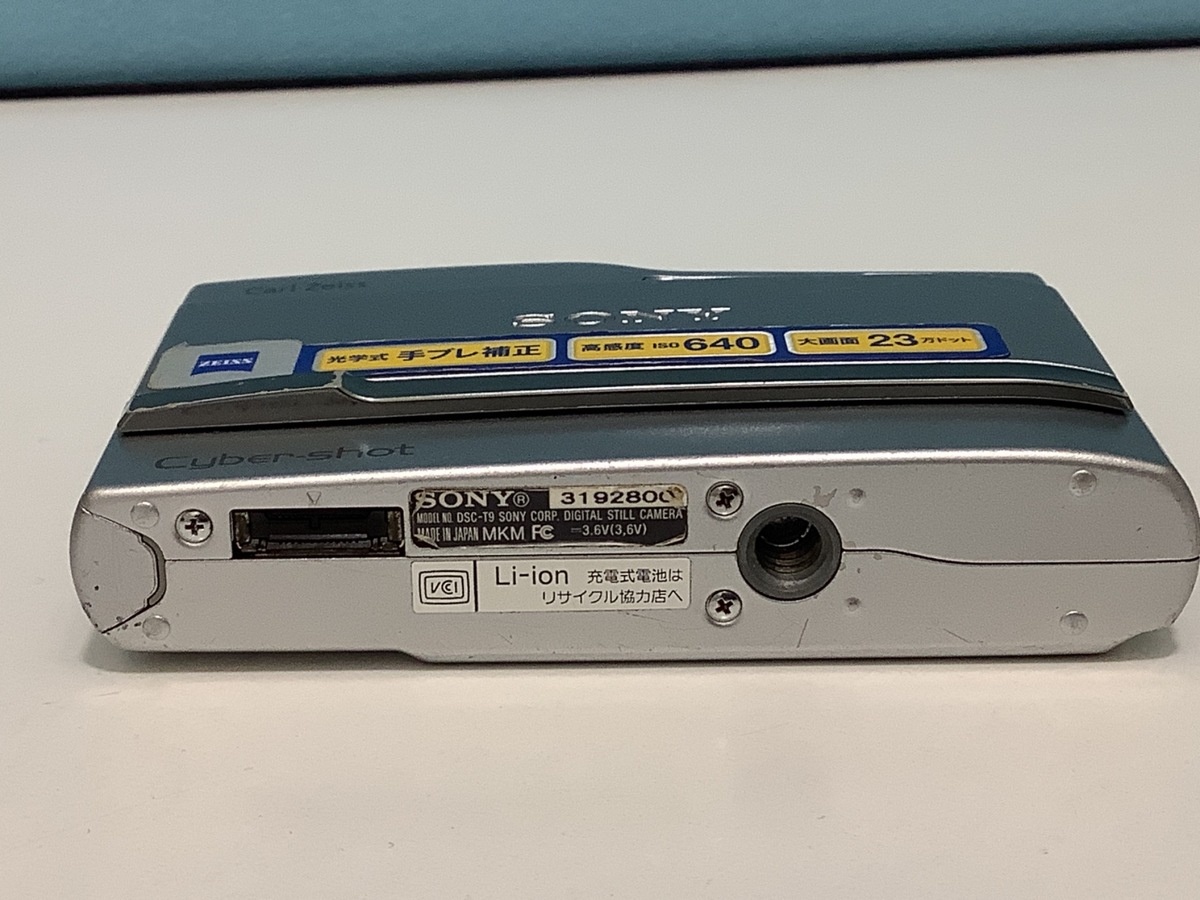 Carl Zeiss
SONY
ZEISS
光学式 手ブレ補正
高感度 ISO 640
大画面 23万ドット
Cyber-shot
SONY® 3192800
MODEL NO. DSC-T9 SONY CORP. DIGITAL STILL CAMERA
MADE IN JAPAN MKM FC ⎓3.6V(3,6V)
VCI
Li-ion 充電式電池は
リサイクル協力店へ